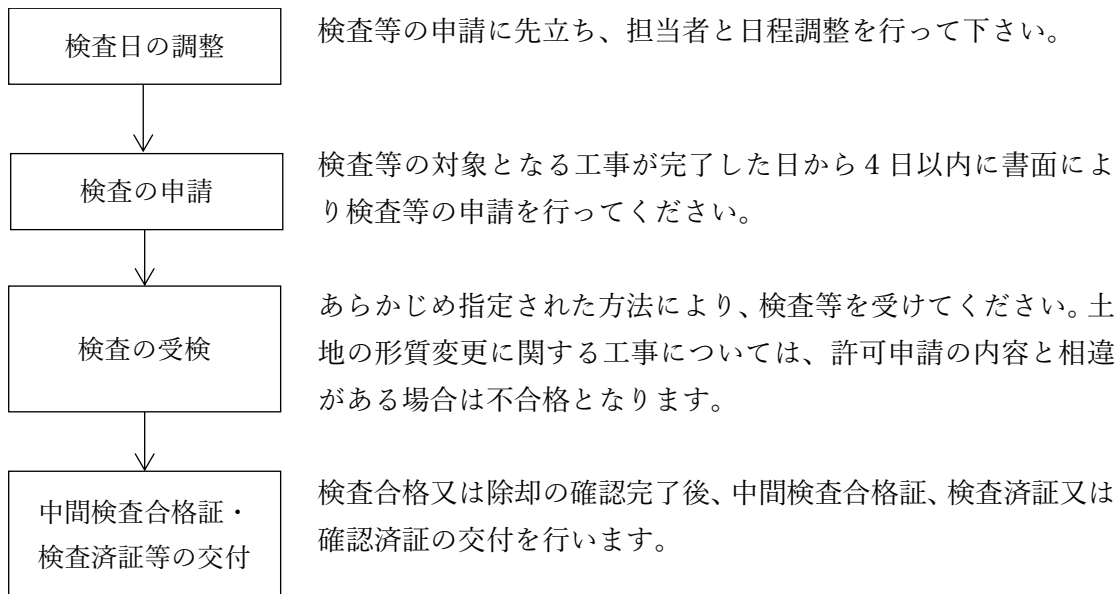 検査日の調整
検査等の申請に先立ち、担当者と日程調整を行って下さい。
検査の申請
検査等の対象となる工事が完了した日から4日以内に書面によ
り検査等の申請を行ってください。
検査の受検
あらかじめ指定された方法により、検査等を受けてください。土
地の形質変更に関する工事については、許可申請の内容と相違
がある場合は不合格となります。
中間検査合格証・
検査済証等の交付
検査合格又は除却の確認完了後、中間検査合格証、検査済証又は
確認済証の交付を行います。